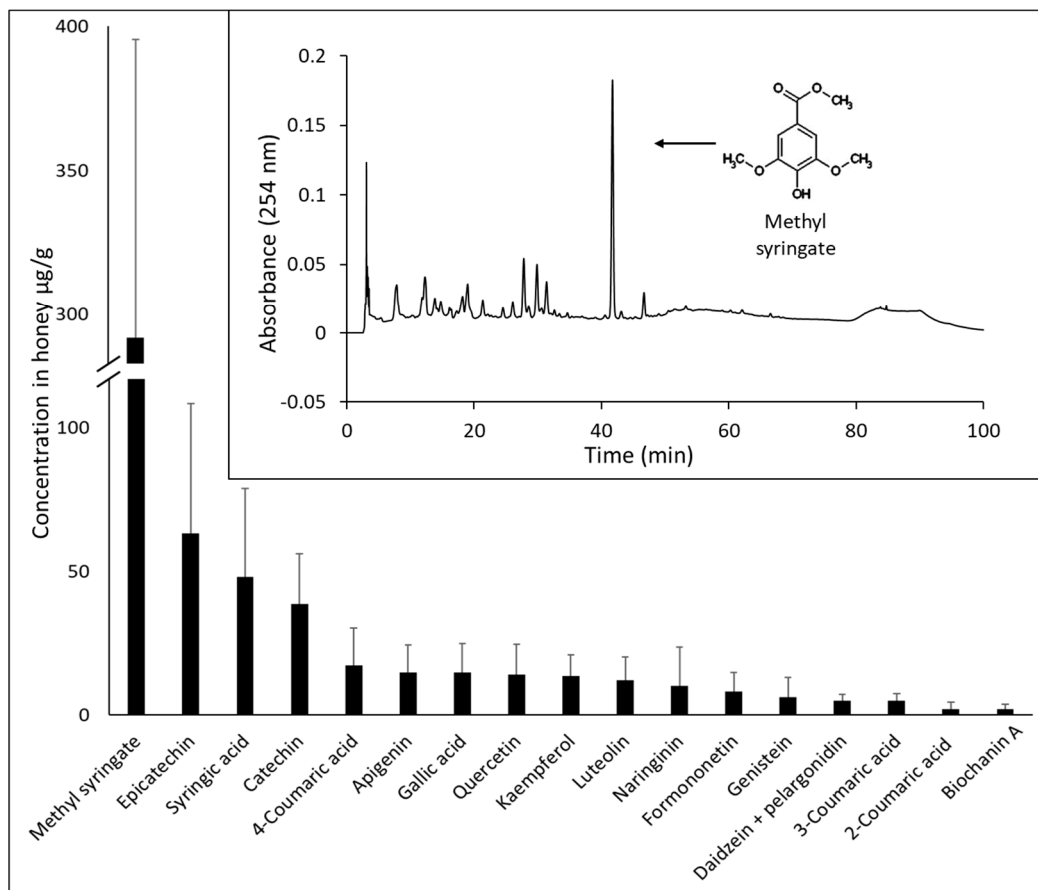 Concentration in honey µg/g
400
350
300
100
50
0
Methyl syringate
Epicatechin
Syringic acid
Catechin
4-Coumaric acid
Apigenin
Gallic acid
Quercetin
Kaempferol
Luteolin
Naringinin
Formononetin
Genistein
Daidzein + pelargonidin
3-Coumaric acid
2-Coumaric acid
Biochanin A
Absorbance (254 nm)
0.2
0.15
0.1
0.05
0
-0.05
0
20
40
60
80
100
Time (min)
O
O
CH₃
H₃C
O
O
CH₃
OH
Methyl
syringate